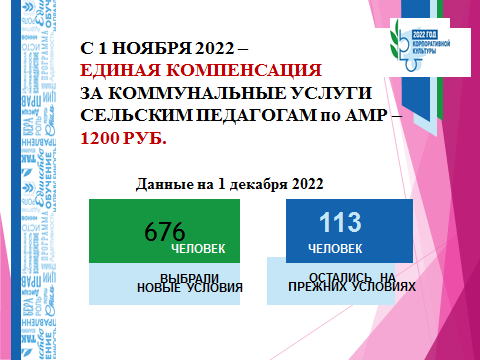 2022 ГОД
КОРПОРАТИВНОЙ
КУЛЬТУРЫ
С 1 НОЯБРЯ 2022 –
ЕДИНАЯ КОМПЕНСАЦИЯ
ЗА КОММУНАЛЬНЫЕ УСЛУГИ
СЕЛЬСКИМ ПЕДАГОГАМ по АМР –
1200 РУБ.
Данные на 1 декабря 2022
676
ЧЕЛОВЕК
ВЫБРАЛИ
НОВЫЕ УСЛОВИЯ
113
ЧЕЛОВЕК
ОСТАЛИСЬ НА
ПРЕЖНИХ УСЛОВИЯХ